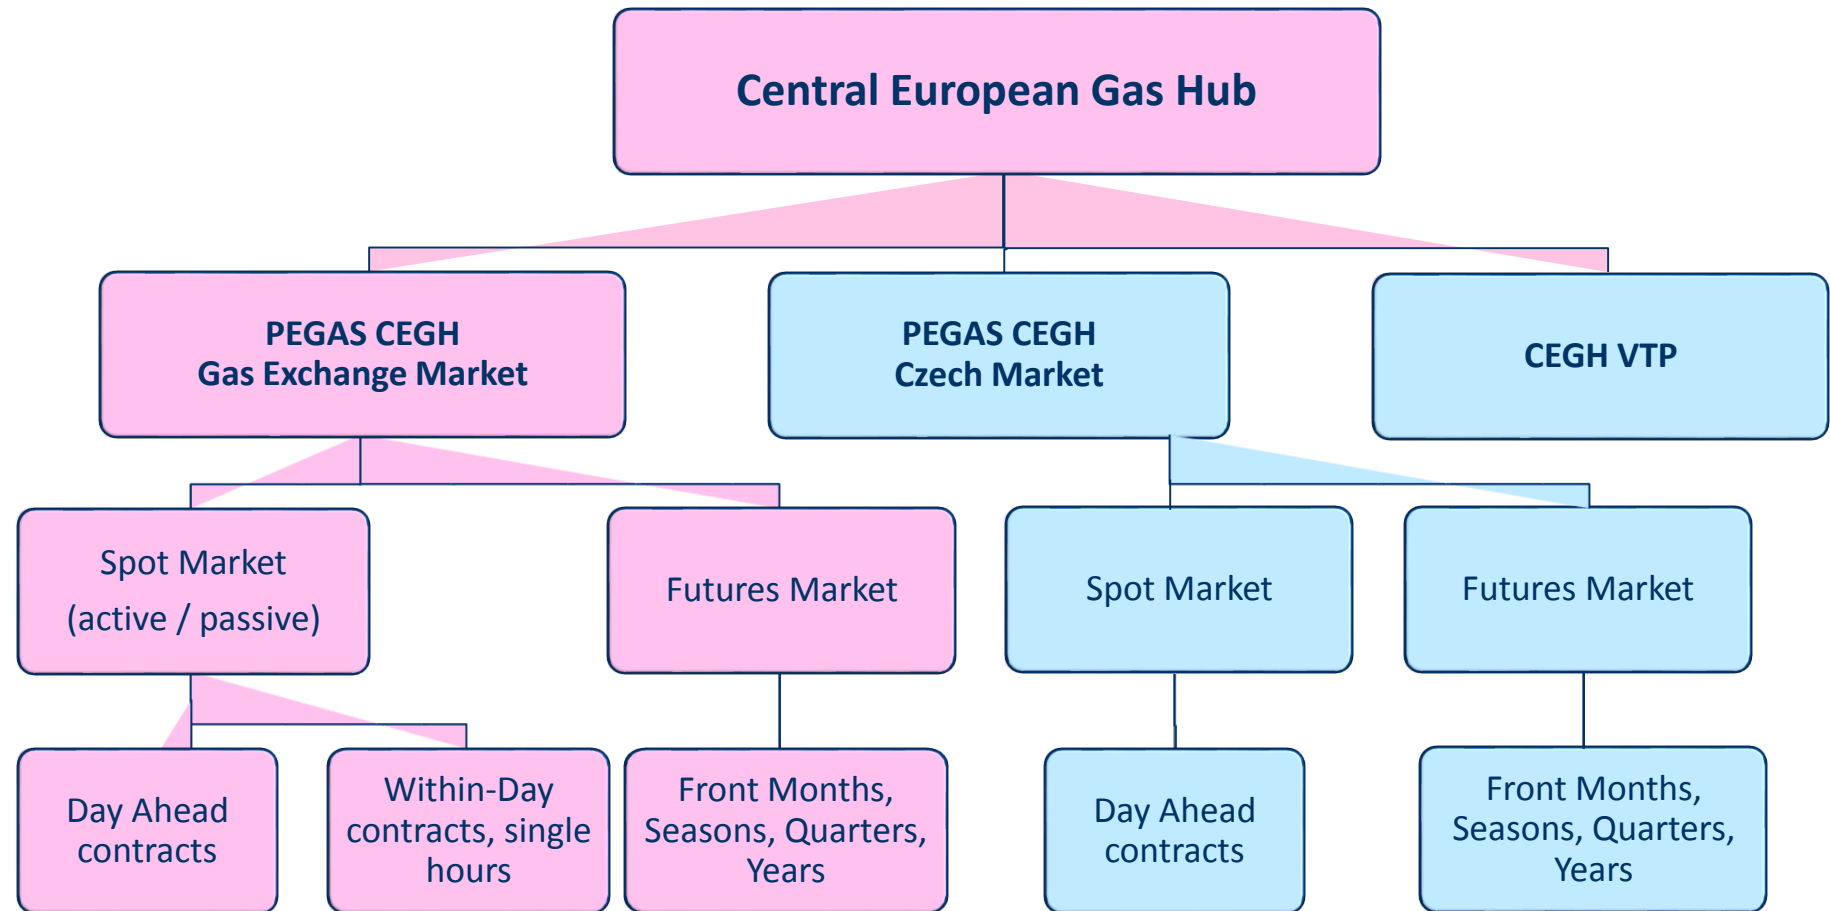 Central European Gas Hub
PEGAS CEGH
Gas Exchange Market
PEGAS CEGH
Czech Market
CEGH VTP
Spot Market
(active / passive)
Futures Market
Spot Market
Futures Market
Day Ahead
contracts
Within-Day
contracts, single
hours
Front Months,
Seasons, Quarters,
Years
Day Ahead
contracts
Front Months,
Seasons, Quarters,
Years